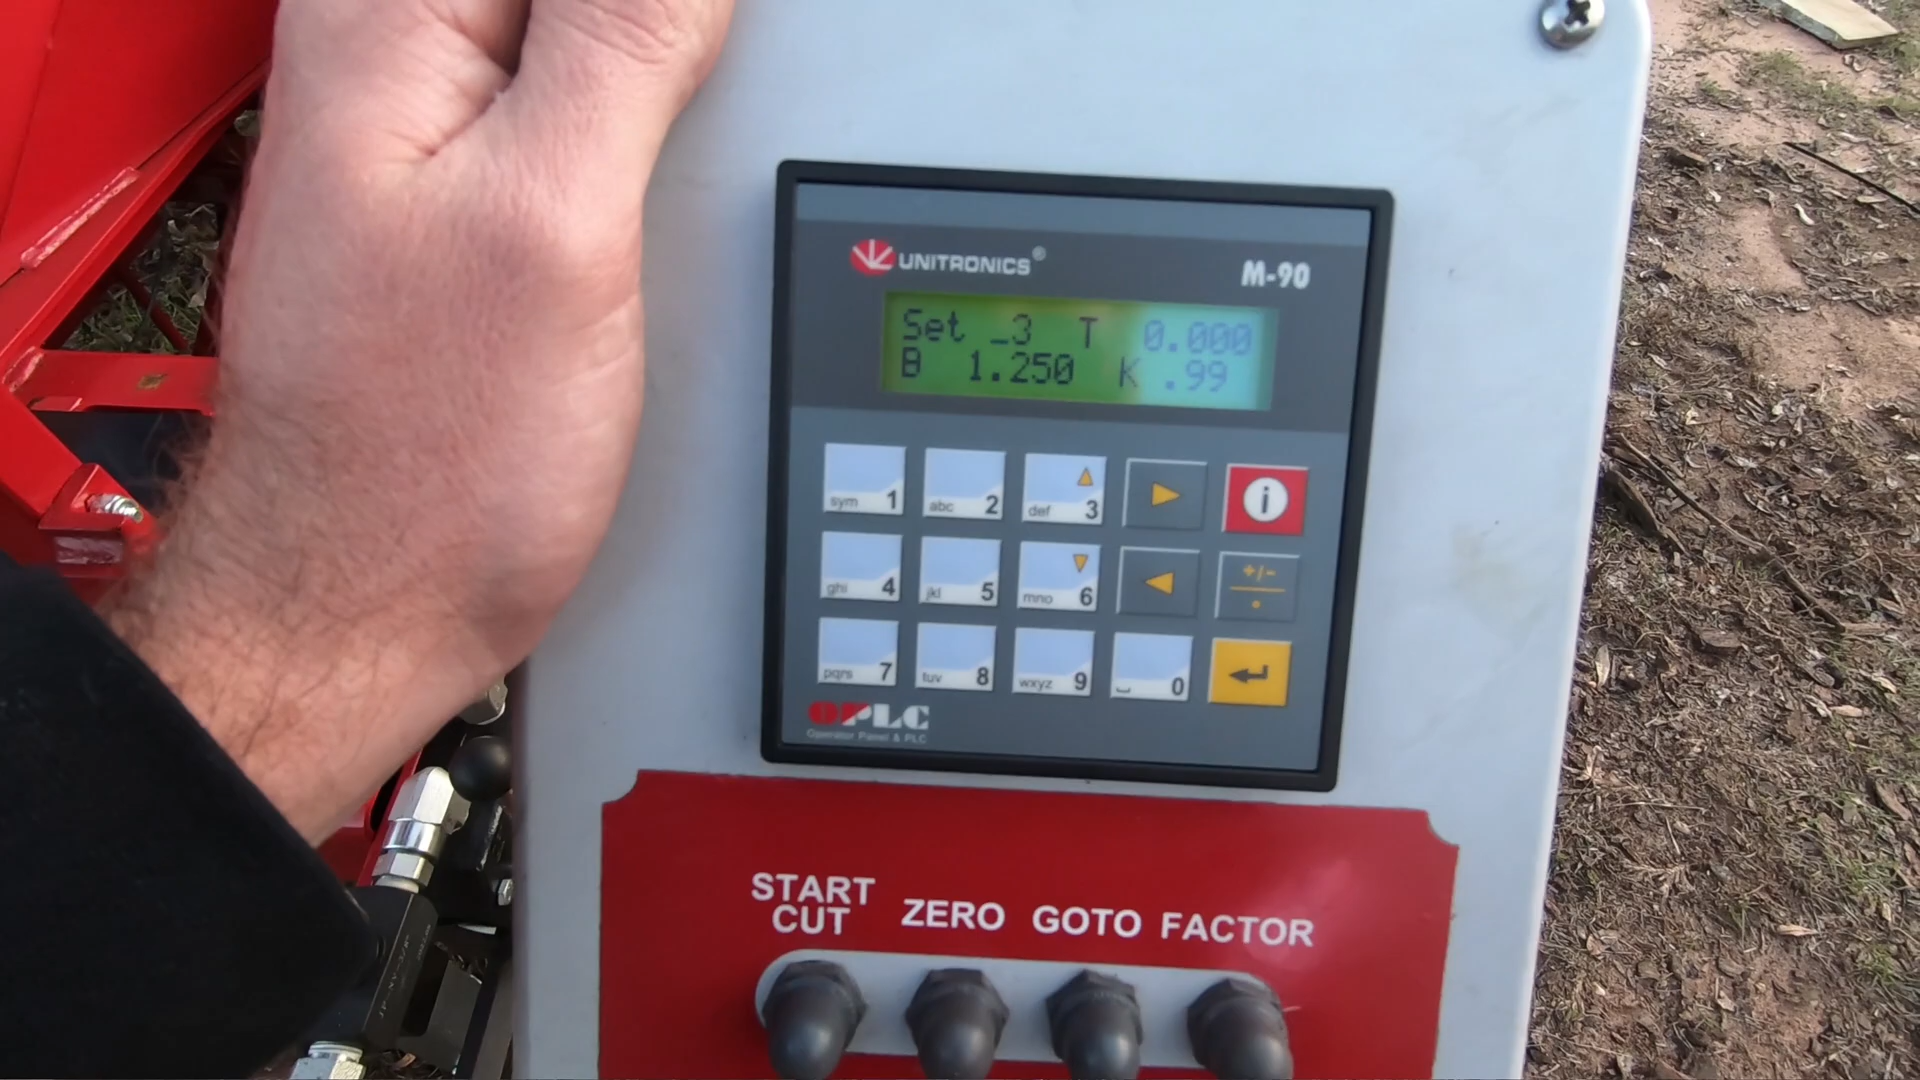 UNITRONICS®
M-90
Set _3 T 0.000
B 1.250 K .99
sym 1
abc 2
def 3
i
ghi 4
jkl 5
mno 6
+/-
pqrs 7
tuv 8
wxyz 9
0
OPLC
Operator Panel & PLC
START CUT
ZERO
GOTO
FACTOR